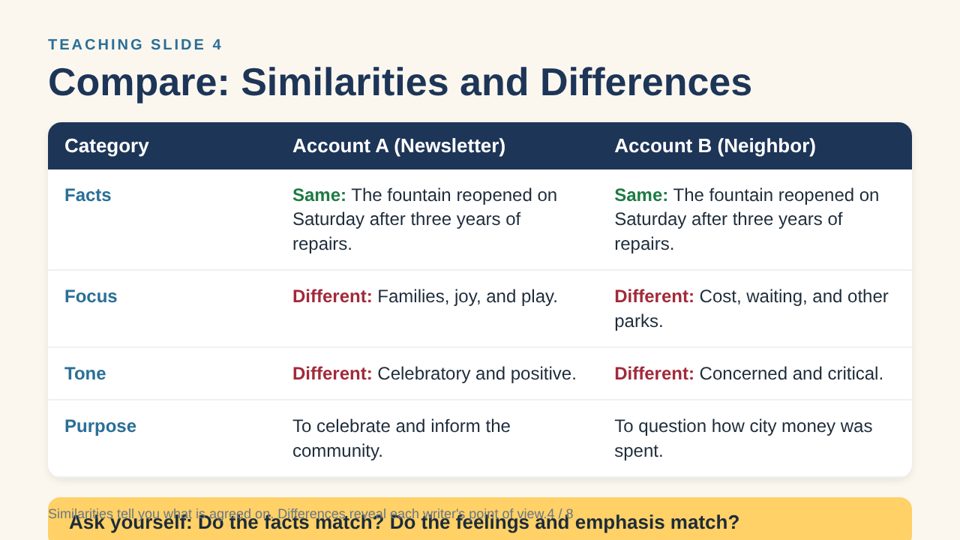 TEACHING SLIDE 4
Compare: Similarities and Differences
Category Account A (Newsletter) Account B (Neighbor)
Facts
Same: The fountain reopened on
Saturday after three years of
repairs.
Same: The fountain reopened on
Saturday after three years of
repairs.
Focus
Different: Families, joy, and play.
Different: Cost, waiting, and other
parks.
Tone
Different: Celebratory and positive.
Different: Concerned and critical.
Purpose
To celebrate and inform the
community.
To question how city money was
spent.
Similarities tell you what is agreed on. Differences reveal each writer's point of view.4 / 8
Ask yourself: Do the facts match? Do the feelings and emphasis match?